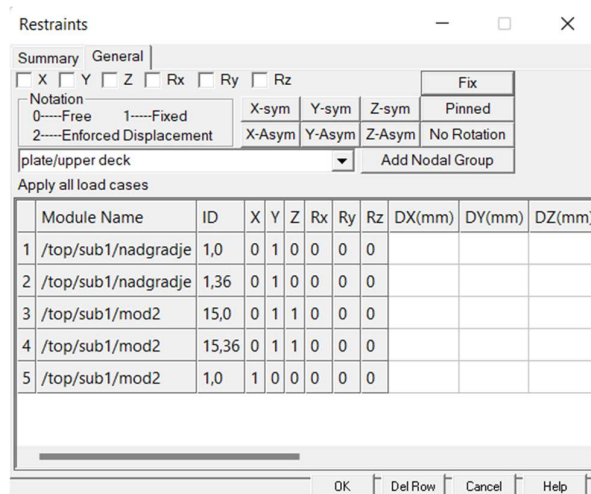 Restraints
Summary General
X Y Z Rx Ry Rz Fix
Notation
0-----Free 1-----Fixed
2-----Enforced Displacement
X-sym Y-sym Z-sym Pinned
X-Asym Y-Asym Z-Asym No Rotation
plate/upper deck Add Nodal Group
Apply all load cases
Module Name ID X Y Z Rx Ry Rz DX(mm) DY(mm) DZ(mm)
1 /top/sub1/nadgradje 1,0 0 1 0 0 0 0
2 /top/sub1/nadgradje 1,36 0 1 0 0 0 0
3 /top/sub1/mod2 15,0 0 1 1 0 0 0
4 /top/sub1/mod2 15,36 0 1 1 0 0 0
5 /top/sub1/mod2 1,0 1 0 0 0 0 0
OK Del Row Cancel Help